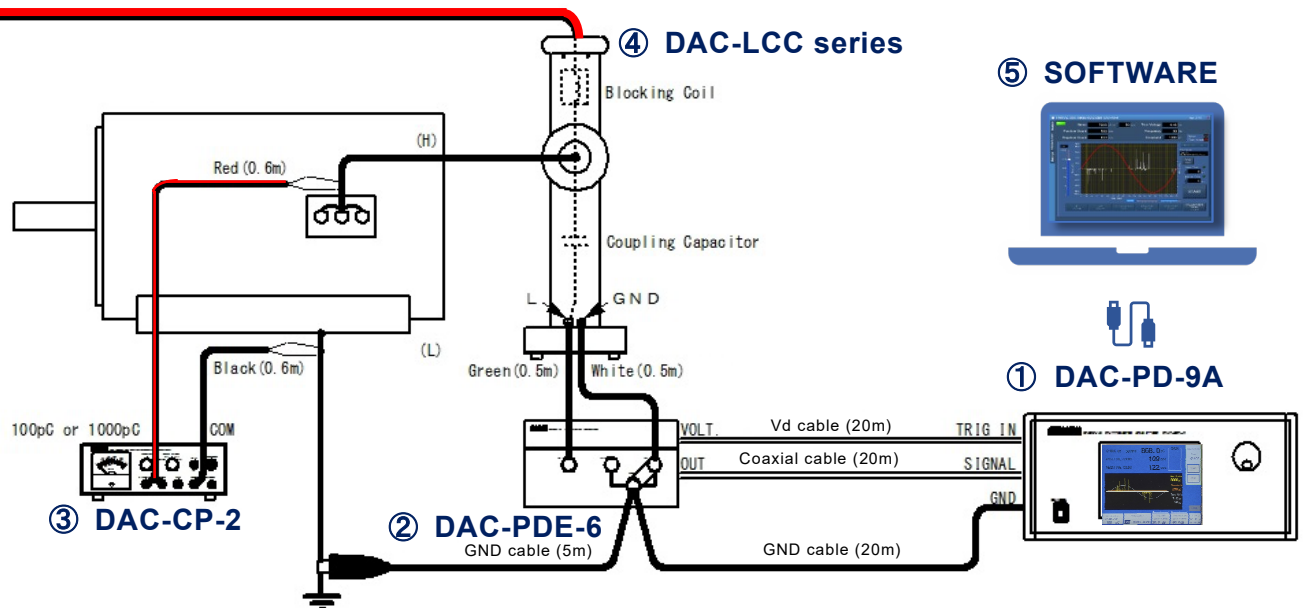 ④ DAC-LCC series
⑤ SOFTWARE
Blocking Coil
(H)
Red(0.6m)
Coupling Capacitor
L
GND
(L)
Black(0.6m)
Green(0.5m)
White(0.5m)
① DAC-PD-9A
100pC or 1000pC
COM
VOLT.
Vd cable (20m)
TRIG IN
OUT
Coaxial cable (20m)
SIGNAL
GND
③ DAC-CP-2
② DAC-PDE-6
GND cable (5m)
GND cable (20m)